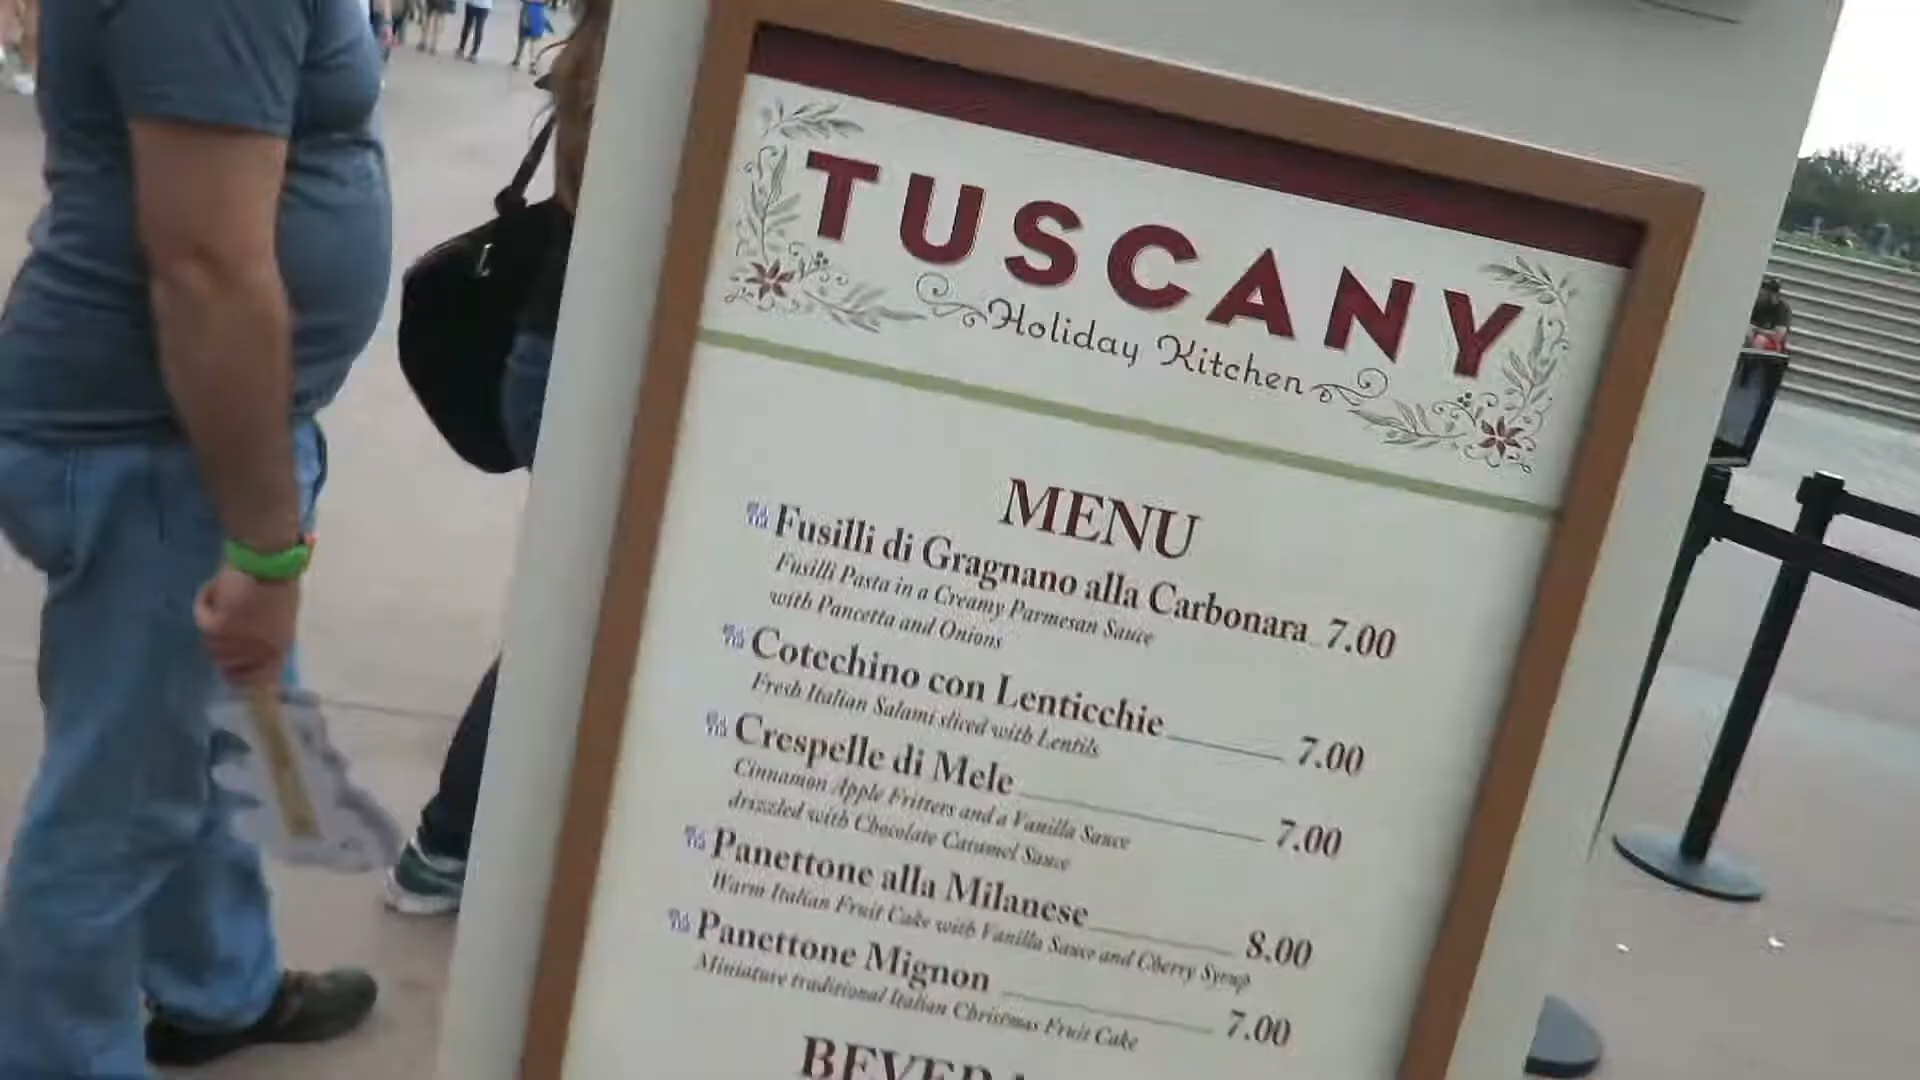 TUSCANY
Holiday Kitchen
MENU
Fusilli di Gragnano alla Carbonara 7.00
Fusilli Pasta in a Creamy Parmesan Sauce
with Pancetta and Onions
Cotechino con Lenticchie 7.00
Fresh Italian Salami sliced with Lentils
Crespelle di Mele 7.00
Cinnamon Apple Fritters and a Vanilla Sauce
drizzled with Chocolate Caramel Sauce
Panettone alla Milanese 8.00
Warm Italian Fruit Cake with Vanilla Sauce and Cherry Syrup
Panettone Mignon 7.00
Miniature traditional Italian Christmas Fruit Cake